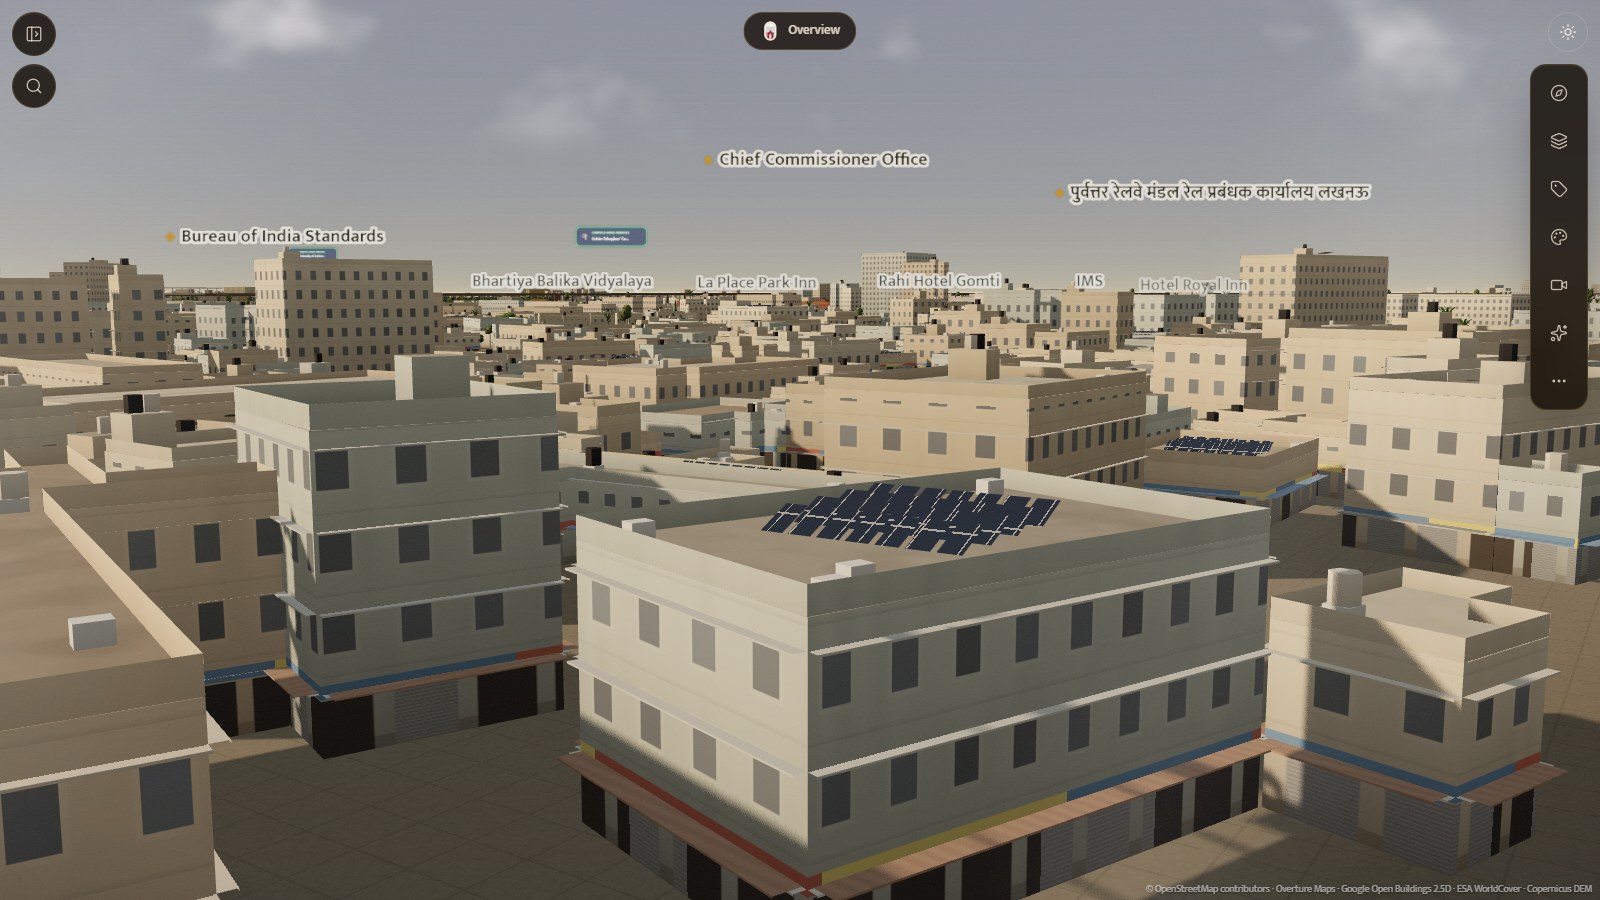 Overview
Chief Commissioner Office
पुर्वत्तर रेलवे मंडल रेल प्रबंधक कार्यालय लखनऊ
Bureau of India Standards
Bhartiya Balika Vidyalaya
La Place Park Inn
Rahi Hotel Gomti
IMS
Hotel Royal Inn
© OpenStreetMap contributors · Overture Maps · Google Open Buildings 2.5D · ESA WorldCover · Copernicus DEM